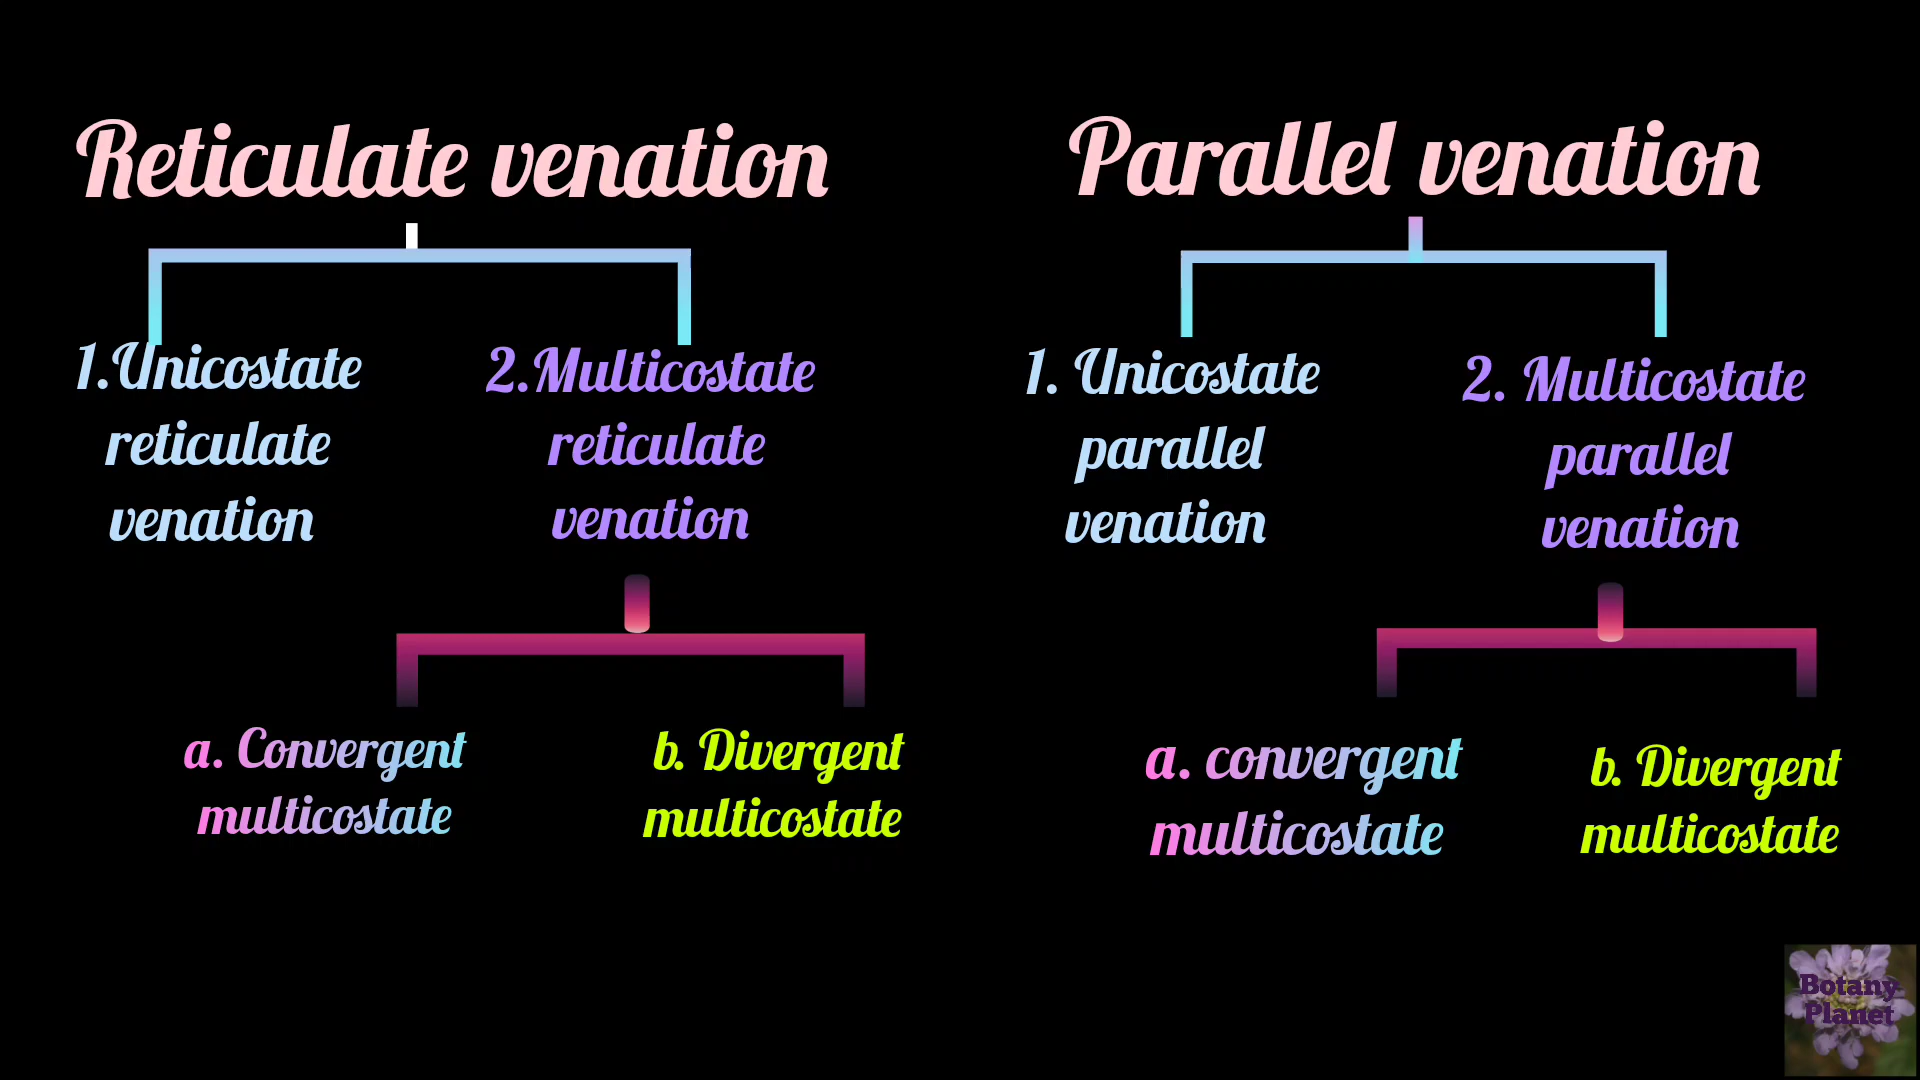 Reticulate venation
1.Unicostate
reticulate
venation
2.Multicostate
reticulate
venation
a. Convergent
multicostate
b. Divergent
multicostate
Parallel venation
1. Unicostate
parallel
venation
2. Multicostate
parallel
venation
a. convergent
multicostate
b. Divergent
multicostate
Botany
Planet